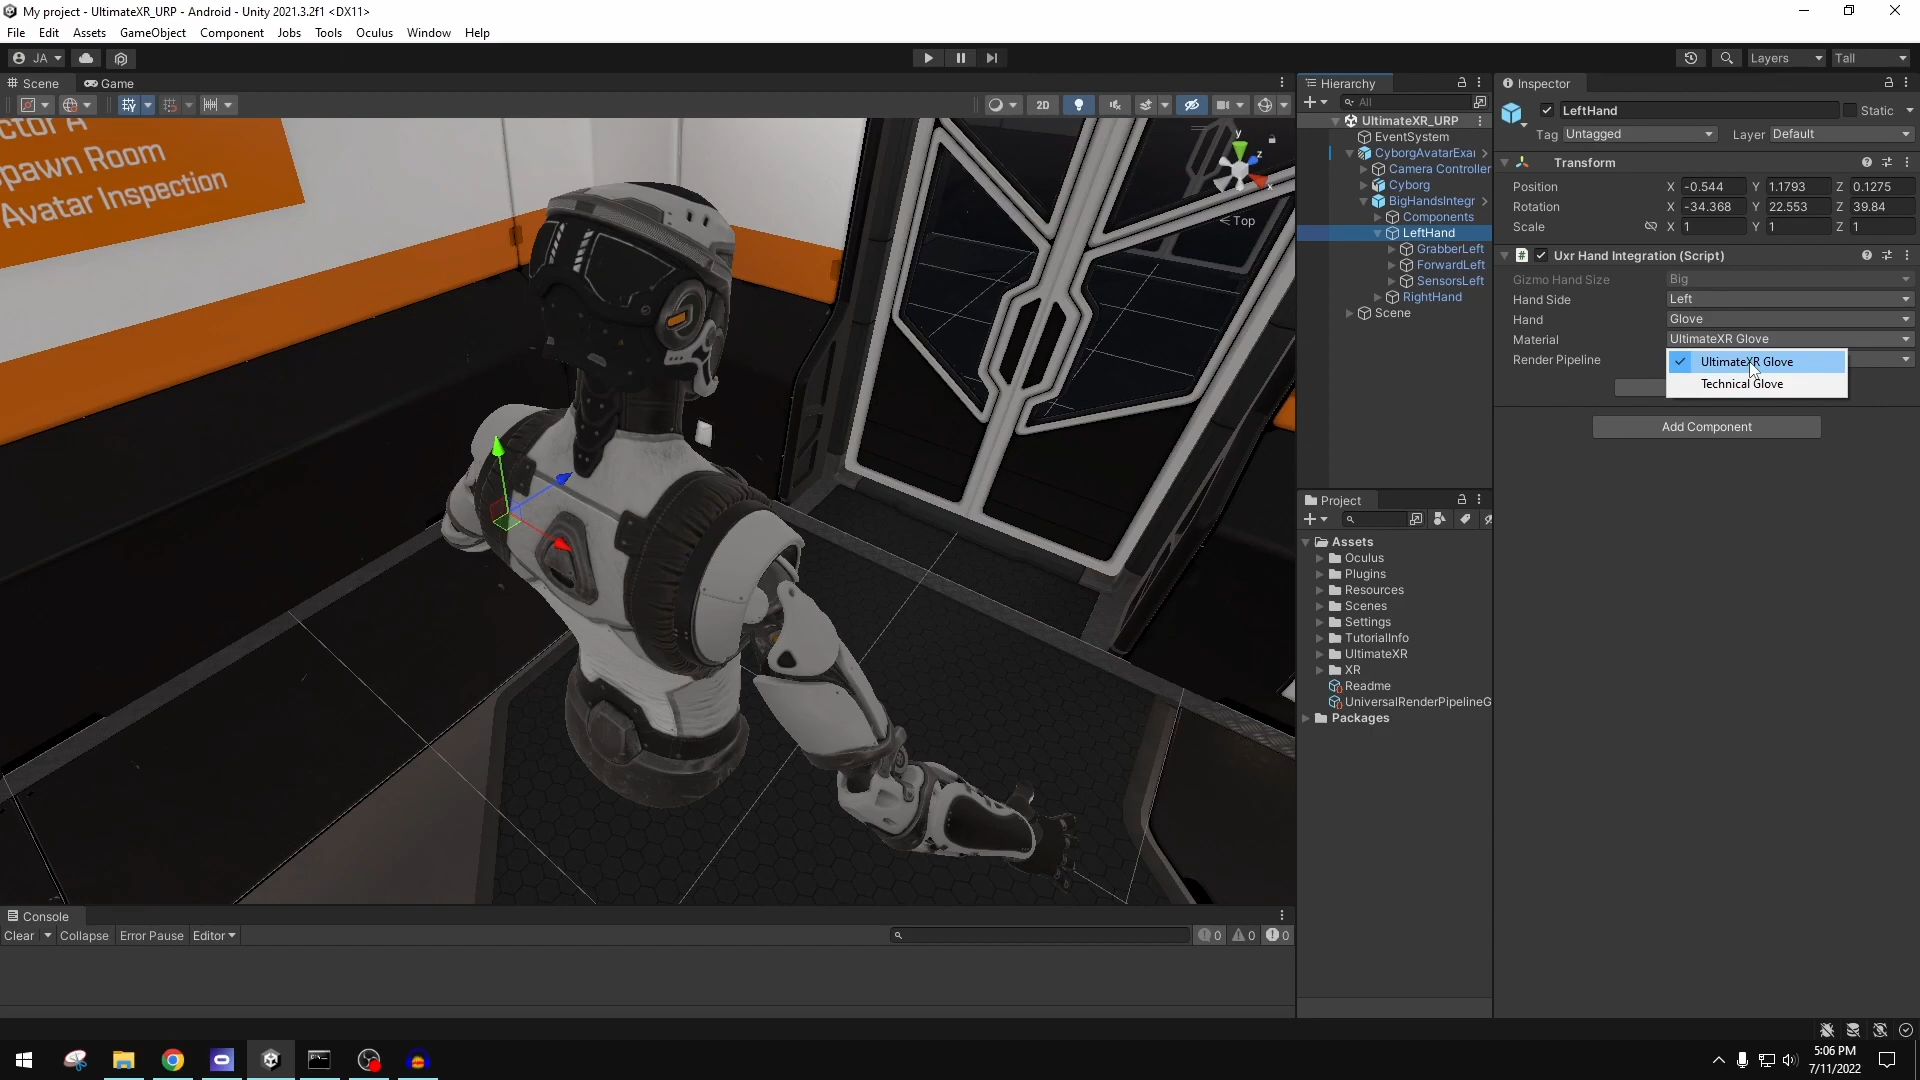 My project - UltimateXR_URP - Android - Unity 2021.3.2f1 <DX11>
File Edit Assets GameObject Component Jobs Tools Oculus Window Help
JA Layers Tall
Scene Game
2D
Spawn Room
Avatar Inspection
y
z
x
Top
Hierarchy
All
UltimateXR_URP
EventSystem
CyborgAvatarExa
Camera Controller
Cyborg
BigHandsIntegr
Components
LeftHand
GrabberLeft
ForwardLeft
SensorsLeft
RightHand
Scene
Project
Assets
Oculus
Plugins
Resources
Scenes
Settings
TutorialInfo
UltimateXR
XR
Readme
UniversalRenderPipelineG
Packages
Inspector
LeftHand Static
Tag Untagged Layer Default
Transform
Position X -0.544 Y 1.1793 Z 0.1275
Rotation X -34.368 Y 22.553 Z 39.84
Scale X 1 Y 1 Z 1
Uxr Hand Integration (Script)
Gizmo Hand Size Big
Hand Side Left
Hand Glove
Material UltimateXR Glove
Render Pipeline
UltimateXR Glove
Technical Glove
Add Component
Console
Clear Collapse Error Pause Editor
0 0 0
5:06 PM
7/11/2022